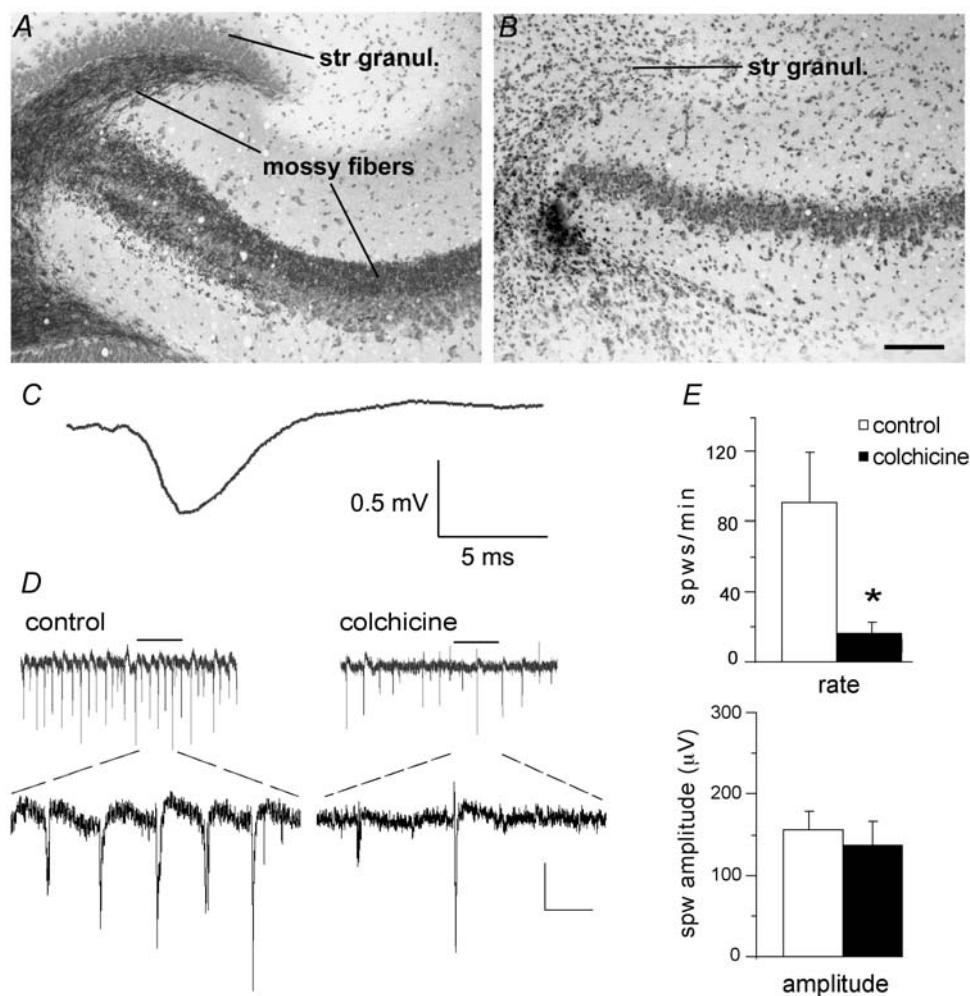 A
str granul.
mossy fibers
B
str granul.
C
0.5 mV
5 ms
D
control
colchicine
E
control
colchicine
spws/min
120
80
40
0
*
rate
spw amplitude (μV)
300
200
100
0
amplitude